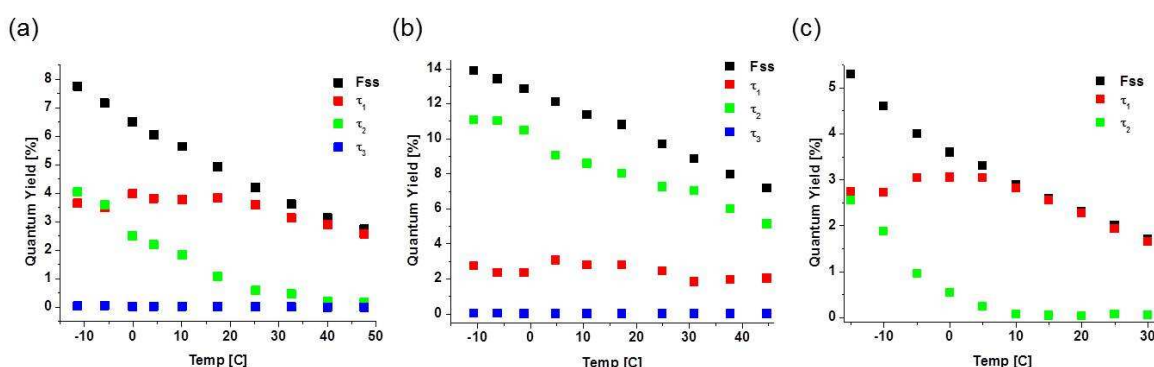 (a)
Quantum Yield [%]
8
7
6
5
4
3
2
1
0
-10 0 10 20 30 40 50
Temp [C]
Fss
τ₁
τ₂
τ₃
(b)
Quantum Yield [%]
14
12
10
8
6
4
2
0
-10 0 10 20 30 40
Temp [C]
Fss
τ₁
τ₂
τ₃
(c)
Quantum Yield [%]
5
4
3
2
1
0
-10 0 10 20 30
Temp [C]
Fss
τ₁
τ₂